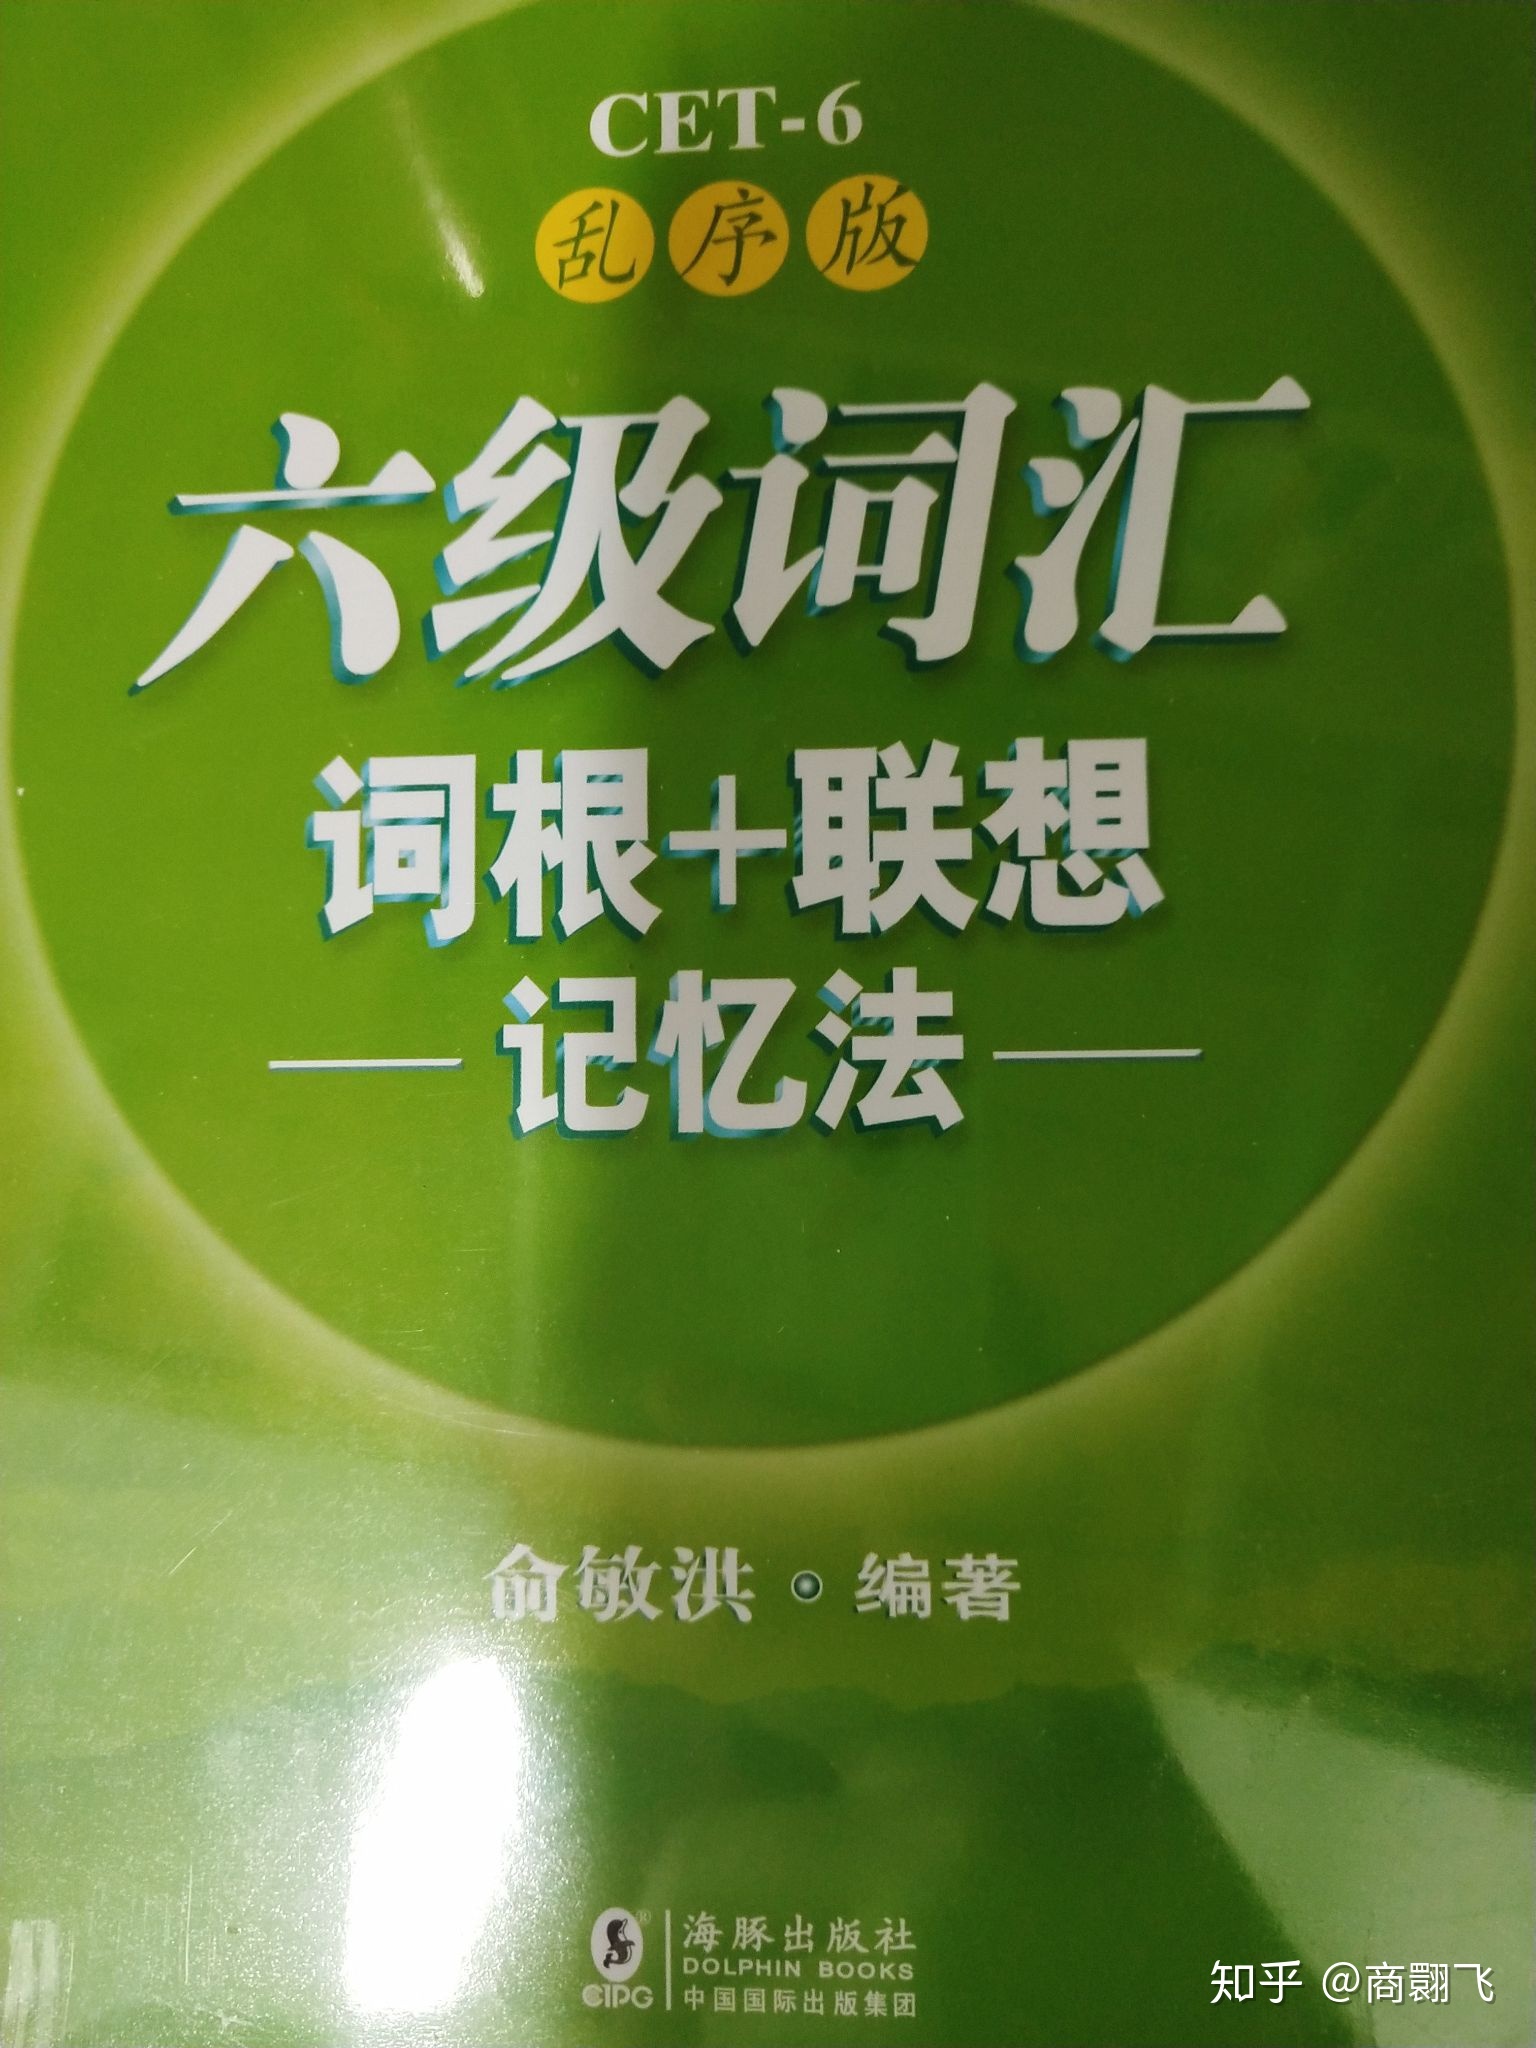 CET-6
乱序版
六级词汇
词根+联想
记忆法
俞敏洪·编著
海豚出版社
DOLPHIN BOOKS
CIPG
中国国际出版集团
知乎 @商翾飞